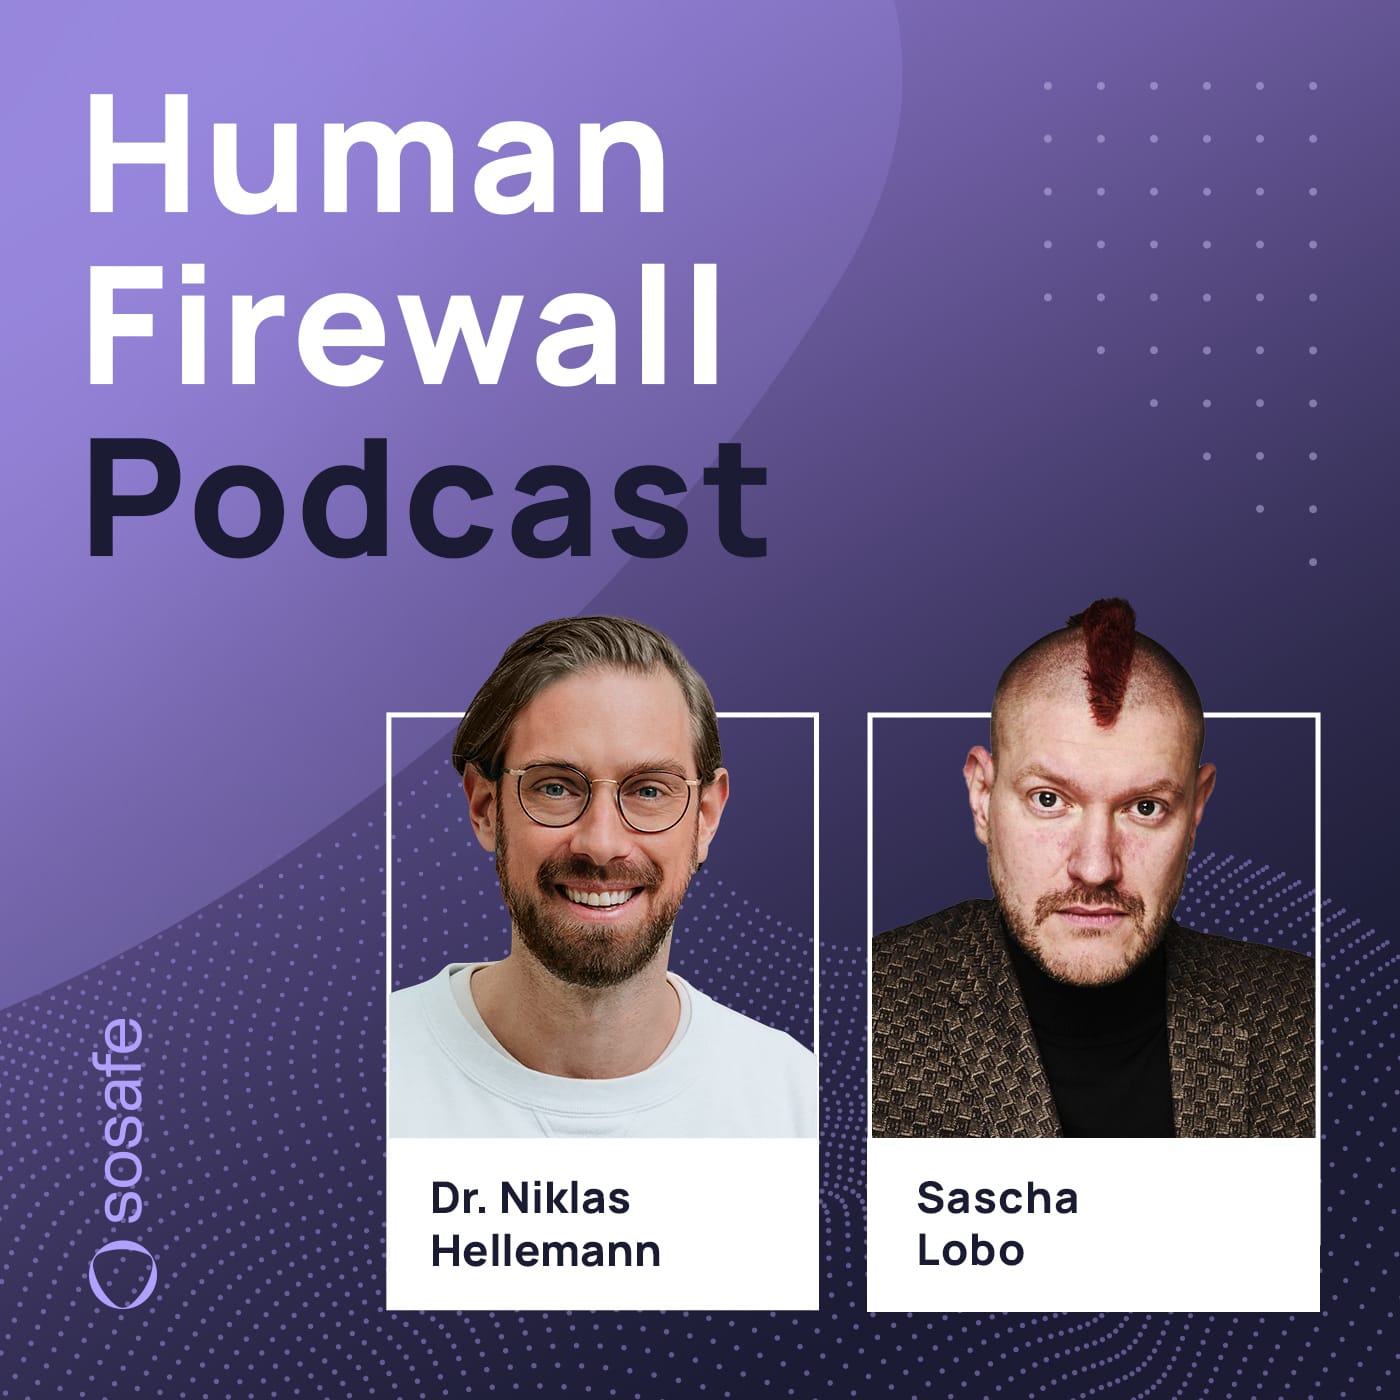 Human
Firewall
Podcast
sosafe
Dr. Niklas
Hellemann
Sascha
Lobo